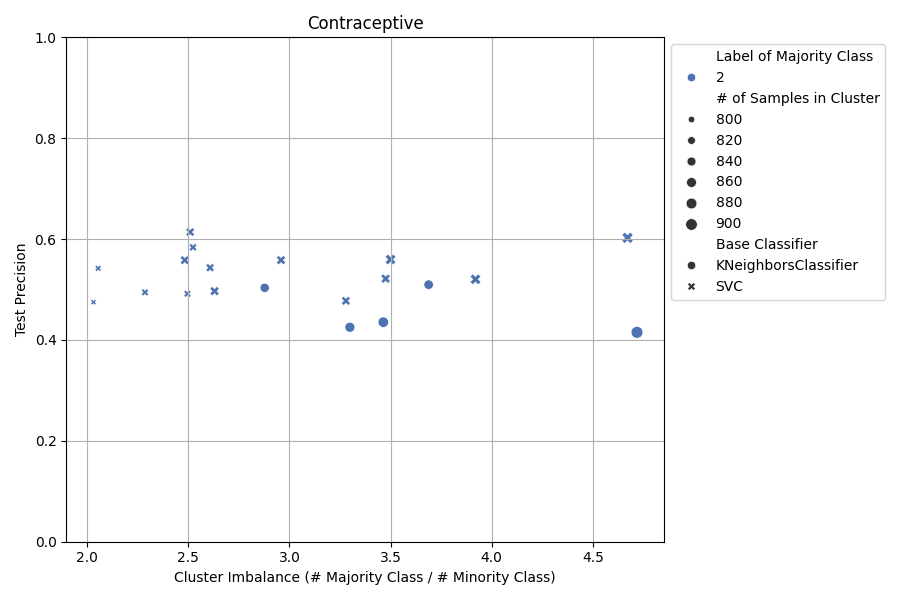 Contraceptive
1.0
0.8
0.6
0.4
0.2
0.0
Test Precision
2.0 2.5 3.0 3.5 4.0 4.5
Cluster Imbalance (# Majority Class / # Minority Class)
Label of Majority Class
2
# of Samples in Cluster
800
820
840
860
880
900
Base Classifier
KNeighborsClassifier
SVC